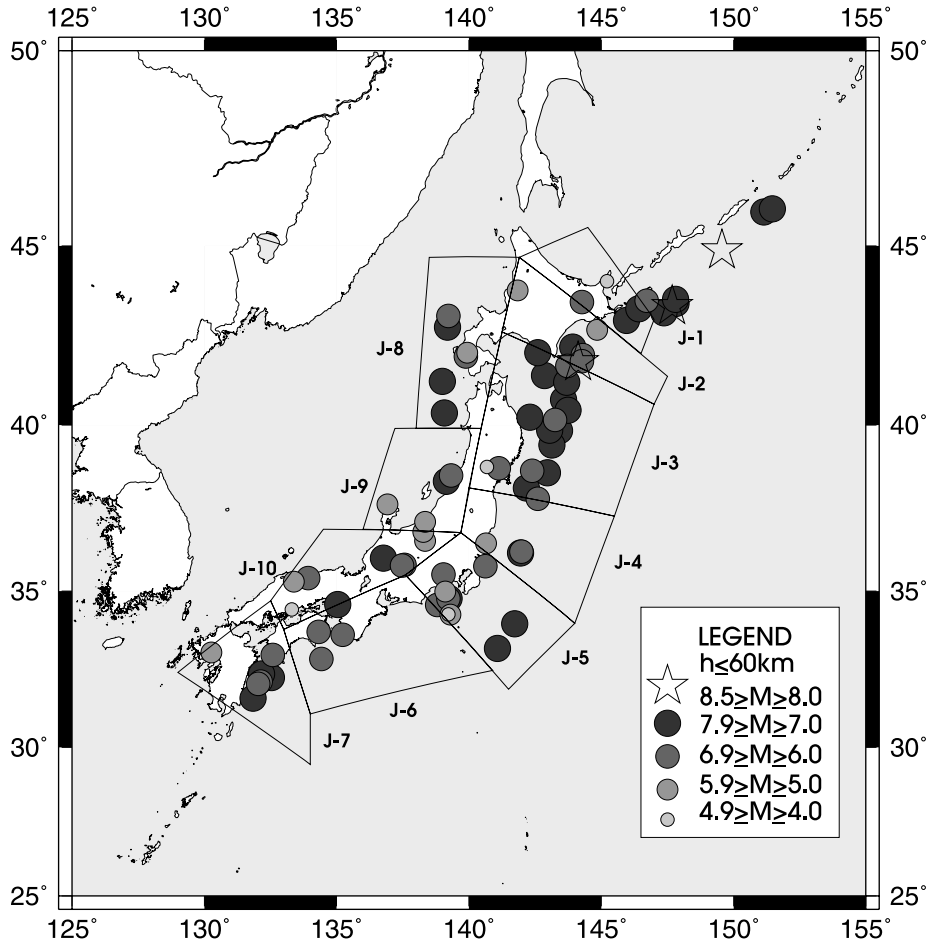 125˚ 130˚ 135˚ 140˚ 145˚ 150˚ 155˚
50˚ 50˚
45˚ 45˚
J-1
J-8
J-2
40˚ 40˚
J-3
J-9
J-10
J-4
35˚ 35˚
LEGEND
h≤60km
J-5
8.5≥M≥8.0
J-6
7.9≥M≥7.0
J-7
30˚ 30˚
6.9≥M≥6.0
5.9≥M≥5.0
4.9≥M≥4.0
25˚ 25˚
125˚ 130˚ 135˚ 140˚ 145˚ 150˚ 155˚